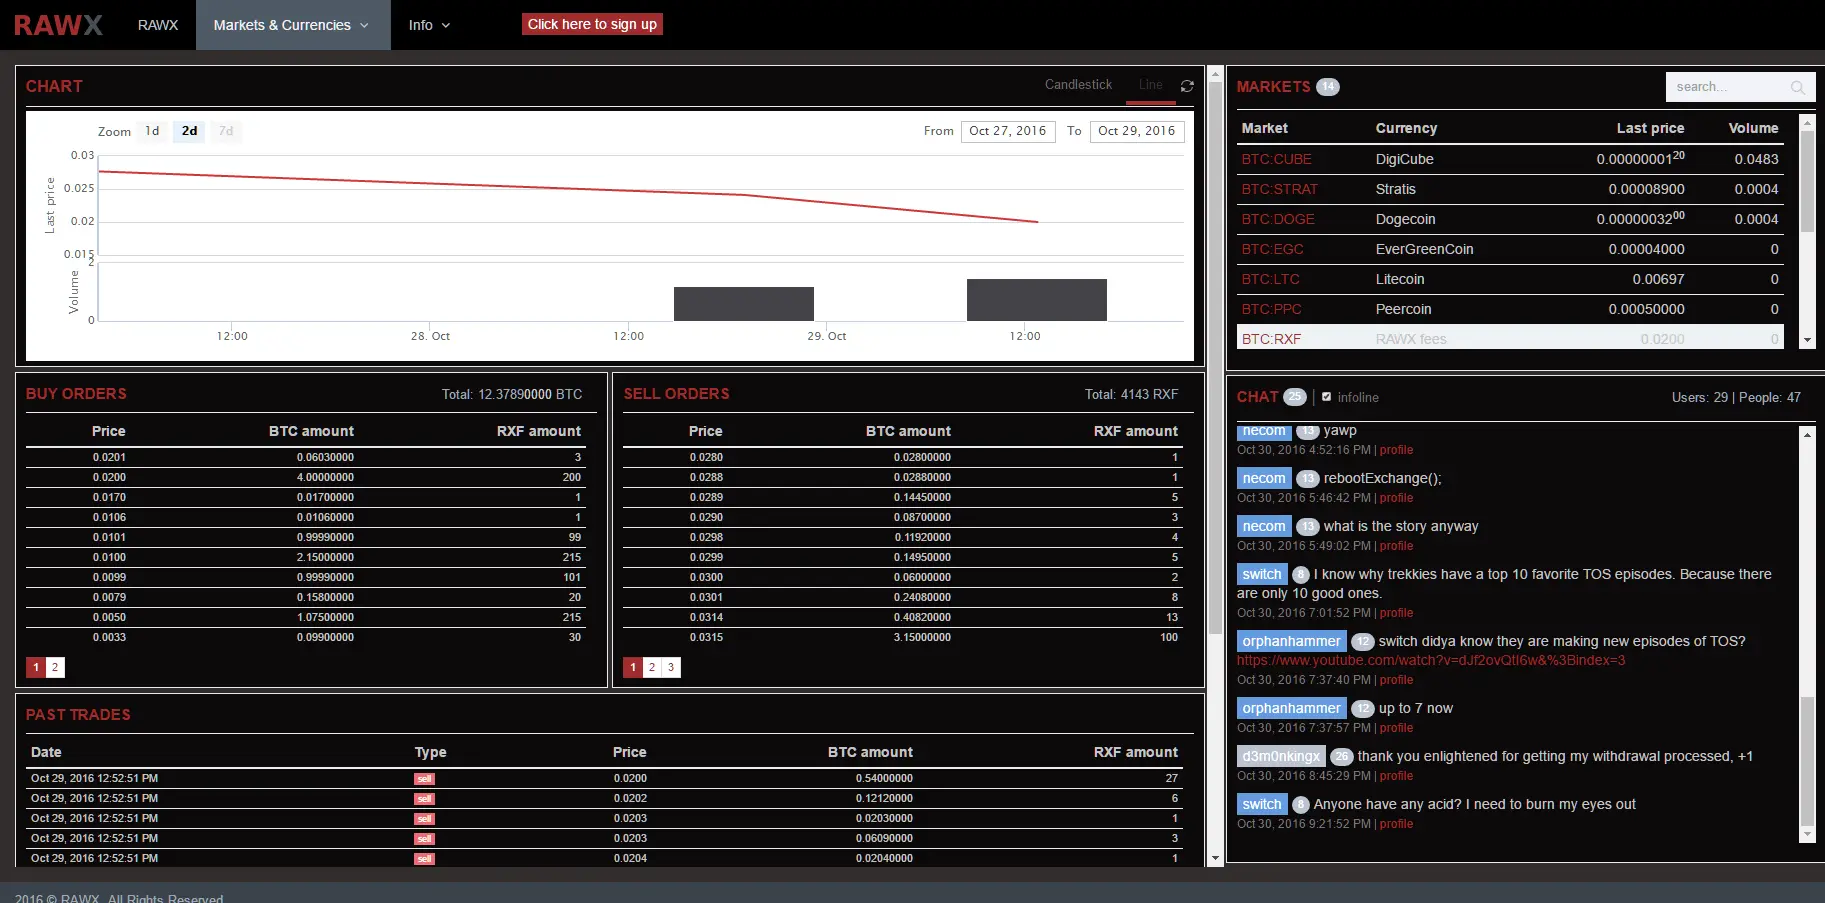 RAWX RAWX Markets & Currencies Info Click here to sign up
CHART Candlestick Line
Zoom 1d 2d 7d From Oct 27, 2016 To Oct 29, 2016
Last price
0.03
0.025
0.02
0.015
Volume
2
0
12:00 28. Oct 12:00 29. Oct 12:00
BUY ORDERS Total: 12.37890000 BTC
Price BTC amount RXF amount
0.0201 0.06030000 3
0.0200 4.00000000 200
0.0170 0.01700000 1
0.0106 0.01060000 1
0.0101 0.99990000 99
0.0100 2.15000000 215
0.0099 0.99990000 101
0.0079 0.15800000 20
0.0050 1.07500000 215
0.0033 0.09900000 30
1 2
SELL ORDERS Total: 4143 RXF
Price BTC amount RXF amount
0.0280 0.02800000 1
0.0288 0.02880000 1
0.0289 0.14450000 5
0.0290 0.08700000 3
0.0298 0.11920000 4
0.0299 0.14950000 5
0.0300 0.06000000 2
0.0301 0.24080000 8
0.0314 0.40820000 13
0.0315 3.15000000 100
1 2 3
PAST TRADES
Date Type Price BTC amount RXF amount
Oct 29, 2016 12:52:51 PM sell 0.0200 0.54000000 27
Oct 29, 2016 12:52:51 PM sell 0.0202 0.12120000 6
Oct 29, 2016 12:52:51 PM sell 0.0203 0.02030000 1
Oct 29, 2016 12:52:51 PM sell 0.0203 0.06090000 3
Oct 29, 2016 12:52:51 PM sell 0.0204 0.02040000 1
MARKETS 14 search...
Market Currency Last price Volume
BTC:CUBE DigiCube 0.0000000120 0.0483
BTC:STRAT Stratis 0.00008900 0.0004
BTC:DOGE Dogecoin 0.0000003200 0.0004
BTC:EGC EverGreenCoin 0.00004000 0
BTC:LTC Litecoin 0.00697 0
BTC:PPC Peercoin 0.00050000 0
BTC:RXF RAWX fees 0.0200 0
CHAT 25 | infoline Users: 29 | People: 47
necom 13 yawp
Oct 30, 2016 4:52:16 PM | profile
necom 13 rebootExchange();
Oct 30, 2016 5:46:42 PM | profile
necom 13 what is the story anyway
Oct 30, 2016 5:49:02 PM | profile
switch 8 I know why trekkies have a top 10 favorite TOS episodes. Because there
are only 10 good ones.
Oct 30, 2016 7:01:52 PM | profile
orphanhammer 12 switch didya know they are making new episodes of TOS?
https://www.youtube.com/watch?v=dJf2ovQtI6w&%3Bindex=3
Oct 30, 2016 7:37:40 PM | profile
orphanhammer 12 up to 7 now
Oct 30, 2016 7:37:57 PM | profile
d3m0nkingx 26 thank you enlightened for getting my withdrawal processed, +1
Oct 30, 2016 8:45:29 PM | profile
switch 8 Anyone have any acid? I need to burn my eyes out
Oct 30, 2016 9:21:52 PM | profile
2016 © RAWX. All Rights Reserved